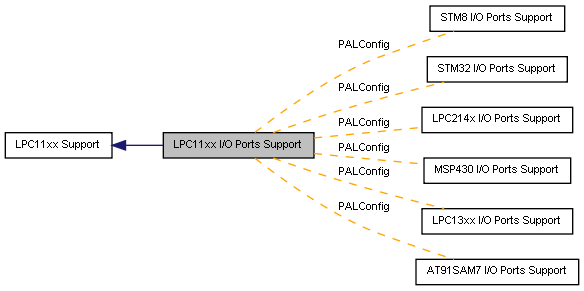 STM8 I/O Ports Support
PALConfig
STM32 I/O Ports Support
PALConfig
LPC214x I/O Ports Support
PALConfig
LPC11xx Support
LPC11xx I/O Ports Support
PALConfig
MSP430 I/O Ports Support
PALConfig
LPC13xx I/O Ports Support
PALConfig
AT91SAM7 I/O Ports Support